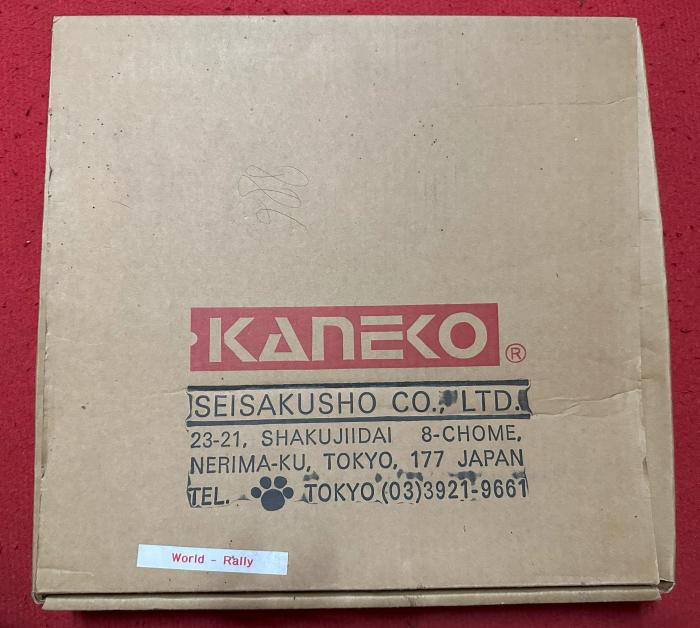 KANEKO ®
SEISAKUSHO CO., LTD.
23-21, SHAKUJIIDAI 8-CHOME,
NERIMA-KU, TOKYO, 177 JAPAN
TEL. TOKYO (03)3921-9661
World - Rally